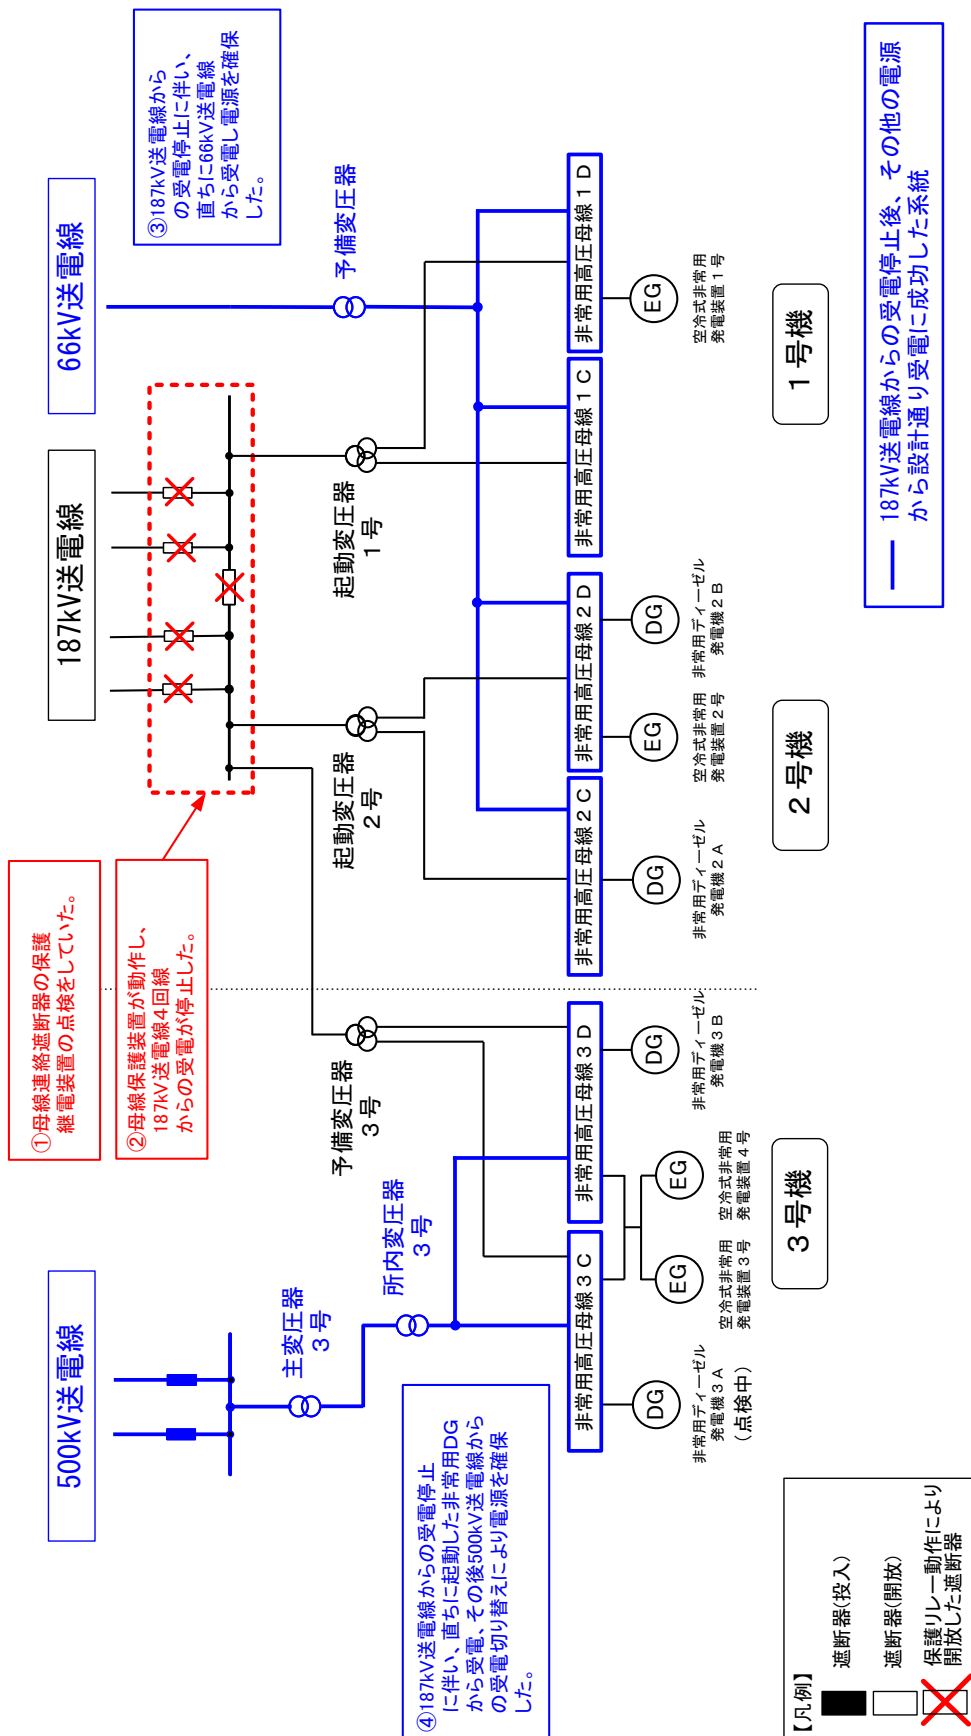 500kV送電線
187kV送電線
66kV送電線
①母線連絡遮断器の保護
継電装置の点検をしていた。
②母線保護装置が動作し、
187kV送電線4回線
からの受電が停止した。
③187kV送電線から
の受電停止に伴い、
直ちに66kV送電線
から受電し電源を確保
した。
主変圧器
3号
所内変圧器
3号
予備変圧器
3号
起動変圧器
2号
起動変圧器
1号
予備変圧器
④187kV送電線からの受電停止
に伴い、直ちに起動した非常用DG
から受電、その後500kV送電線から
の受電切り替えにより電源を確保
した。
非常用高圧母線3C
非常用高圧母線3D
非常用高圧母線2C
非常用高圧母線2D
非常用高圧母線1C
非常用高圧母線1D
DG
EG
EG
DG
DG
EG
DG
EG
非常用ディーゼル
発電機3A
(点検中)
空冷式非常用
発電装置3号
空冷式非常用
発電装置4号
非常用ディーゼル
発電機3B
非常用ディーゼル
発電機2A
空冷式非常用
発電装置2号
非常用ディーゼル
発電機2B
空冷式非常用
発電装置1号
3号機
2号機
1号機
【凡例】
遮断器(投入)
遮断器(開放)
保護リレー動作により
開放した遮断器
187kV送電線からの受電停止後、その他の電源
から設計通り受電に成功した系統